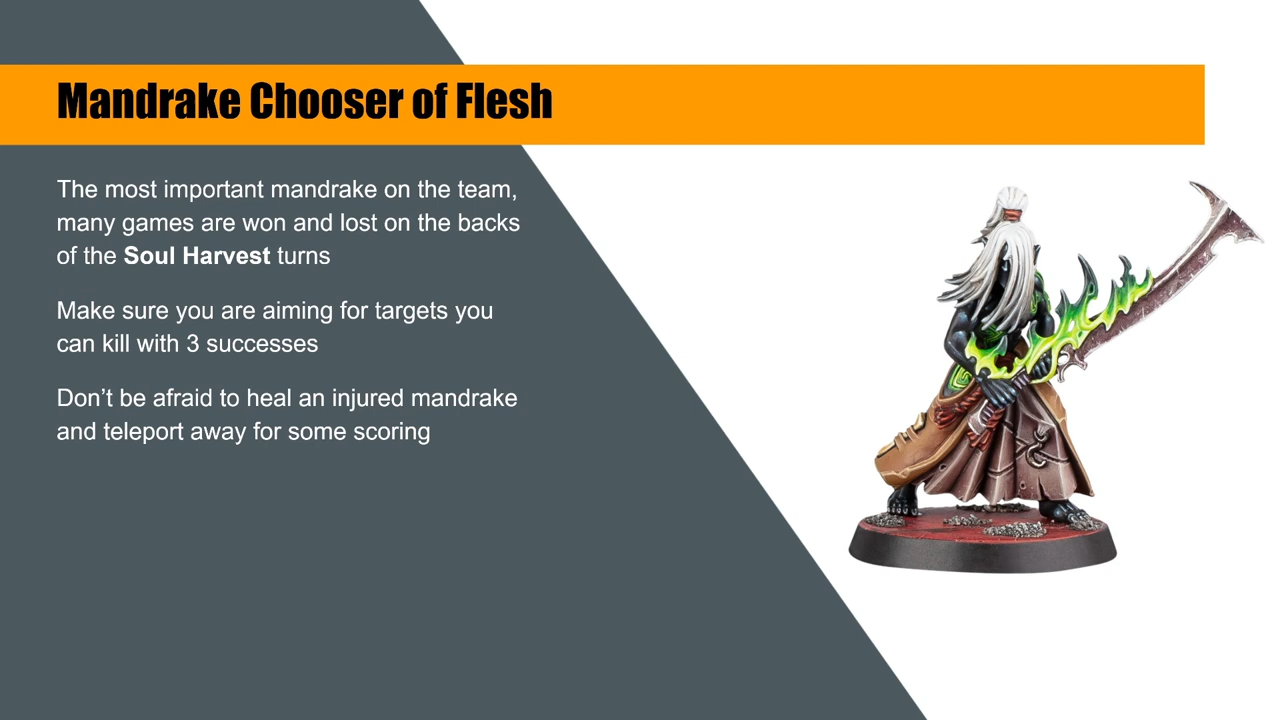 Mandrake Chooser of Flesh
The most important mandrake on the team,
many games are won and lost on the backs
of the Soul Harvest turns
Make sure you are aiming for targets you
can kill with 3 successes
Don’t be afraid to heal an injured mandrake
and teleport away for some scoring